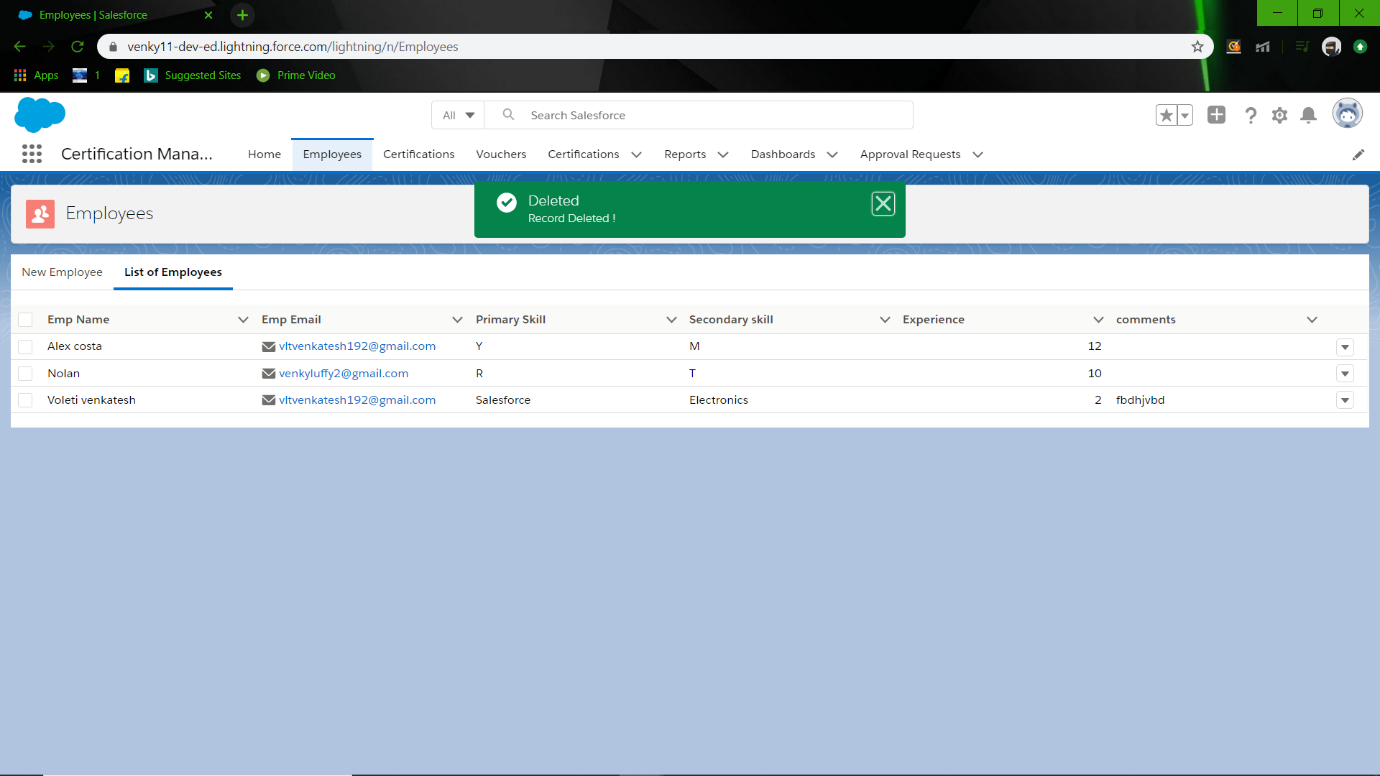 Employees | Salesforce
venky11-dev-ed.lightning.force.com/lightning/n/Employees
Apps 1 Suggested Sites Prime Video
All Search Salesforce
Certification Mana... Home Employees Certifications Vouchers Certifications Reports Dashboards Approval Requests
Deleted
Employees
Record Deleted !
New Employee List of Employees
Emp Name Emp Email Primary Skill Secondary skill Experience comments
Alex costa vltvenkatesh192@gmail.com Y M 12
Nolan venkyluffy2@gmail.com R T 10
Voleti venkatesh vltvenkatesh192@gmail.com Salesforce Electronics 2 fbdhjvbd